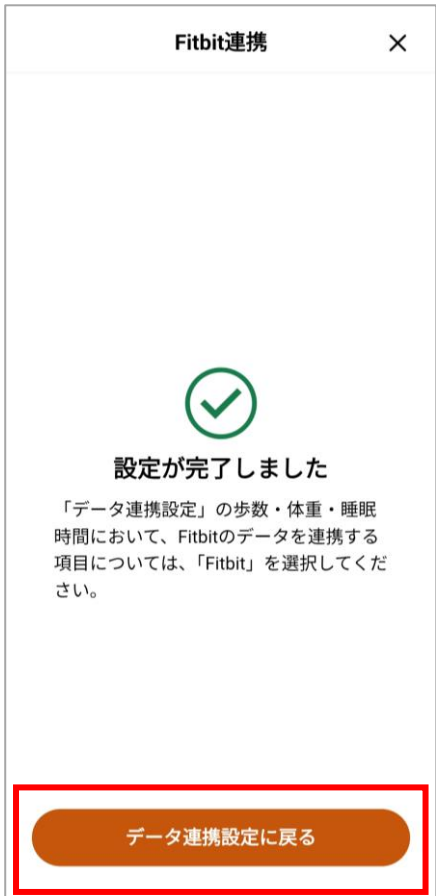 Fitbit連携
設定が完了しました
「データ連携設定」の歩数・体重・睡眠
時間において、Fitbitのデータを連携する
項目については、「Fitbit」を選択してくだ
さい。
データ連携設定に戻る